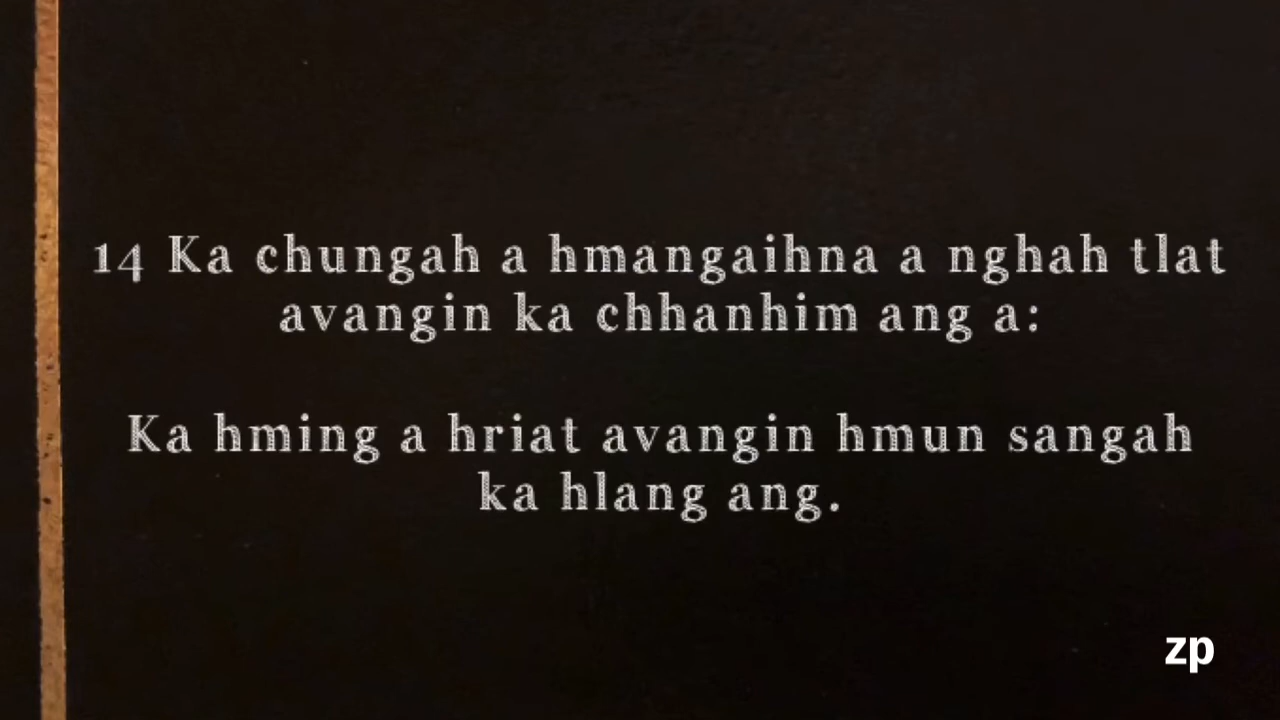 14 Ka chungah a hmangaihna a nghah tlat
avangin ka chhanhim ang a:
Ka hming a hriat avangin hmun sangah
ka hlang ang.
zp